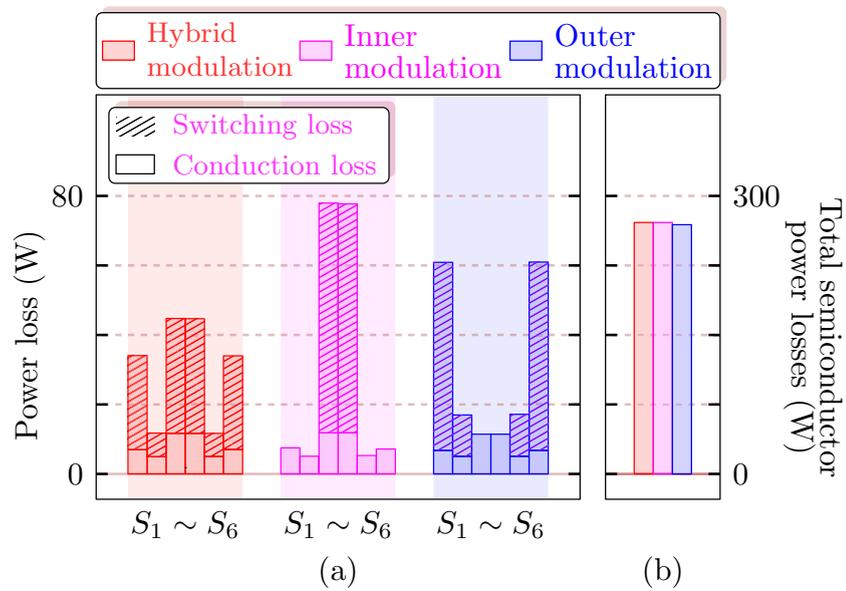 Hybrid
modulation
Inner
modulation
Outer
modulation
Switching loss
Conduction loss
Power loss (W)
80
0
300
0
Total semiconductor
power losses (W)
S₁ ∼ S₆
S₁ ∼ S₆
S₁ ∼ S₆
(a)
(b)